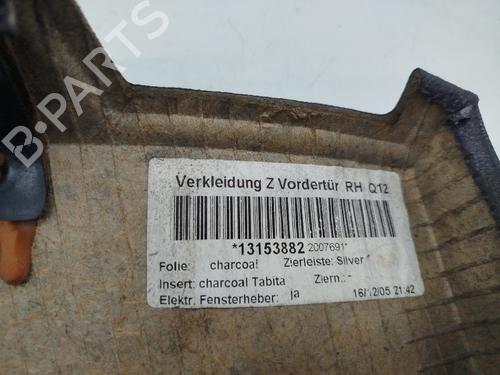 B-PARTS
Verkleidung Z Vordertür RH Q12
*13153882 2007691*
Folie: charcoal Zierleiste: Silver
Insert: charcoal Tabita Ziern.: -
Elektr. Fensterheber: ja 16/12/05 21:42